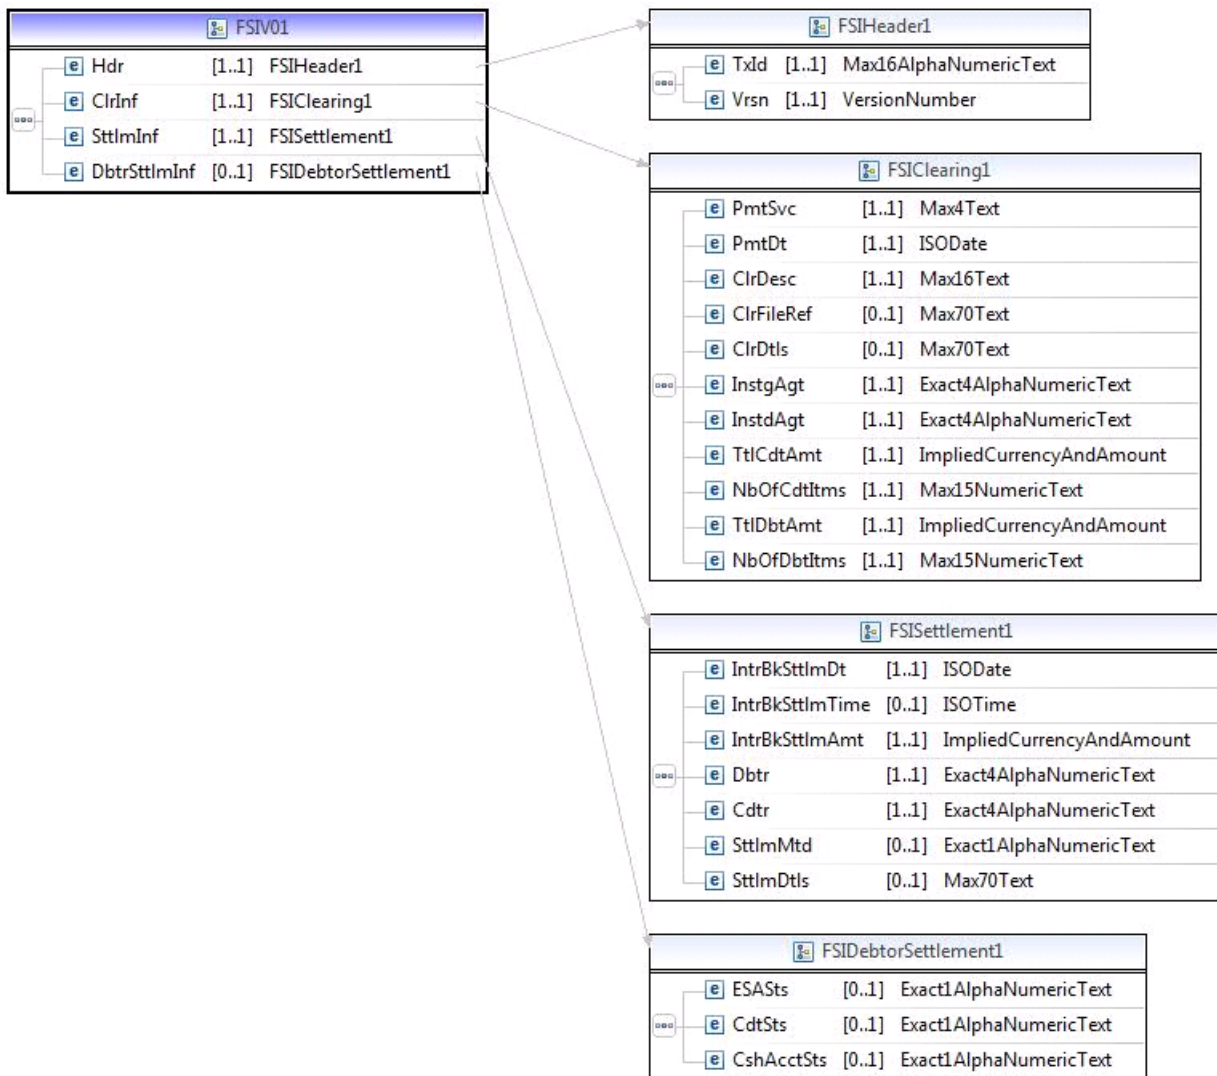 FSIV01
e Hdr [1..1] FSIHeader1
e ClrInf [1..1] FSIClearing1
e SttlmInf [1..1] FSISettlement1
e DbtrSttlmInf [0..1] FSIDebtorSettlement1
FSIHeader1
e TxId [1..1] Max16AlphaNumericText
e Vrsn [1..1] VersionNumber
FSIClearing1
e PmtSvc [1..1] Max4Text
e PmtDt [1..1] ISODate
e ClrDesc [1..1] Max16Text
e ClrFileRef [0..1] Max70Text
e ClrDtls [0..1] Max70Text
e InstgAgt [1..1] Exact4AlphaNumericText
e InstdAgt [1..1] Exact4AlphaNumericText
e TtlCdtAmt [1..1] ImpliedCurrencyAndAmount
e NbOfCdtItms [1..1] Max15NumericText
e TtlDbtAmt [1..1] ImpliedCurrencyAndAmount
e NbOfDbtItms [1..1] Max15NumericText
FSISettlement1
e IntrBkSttlmDt [1..1] ISODate
e IntrBkSttlmTime [0..1] ISOTime
e IntrBkSttlmAmt [1..1] ImpliedCurrencyAndAmount
e Dbtr [1..1] Exact4AlphaNumericText
e Cdtr [1..1] Exact4AlphaNumericText
e SttlmMtd [0..1] Exact1AlphaNumericText
e SttlmDtls [0..1] Max70Text
FSIDebtorSettlement1
e ESASts [0..1] Exact1AlphaNumericText
e CdtSts [0..1] Exact1AlphaNumericText
e CshAcctSts [0..1] Exact1AlphaNumericText